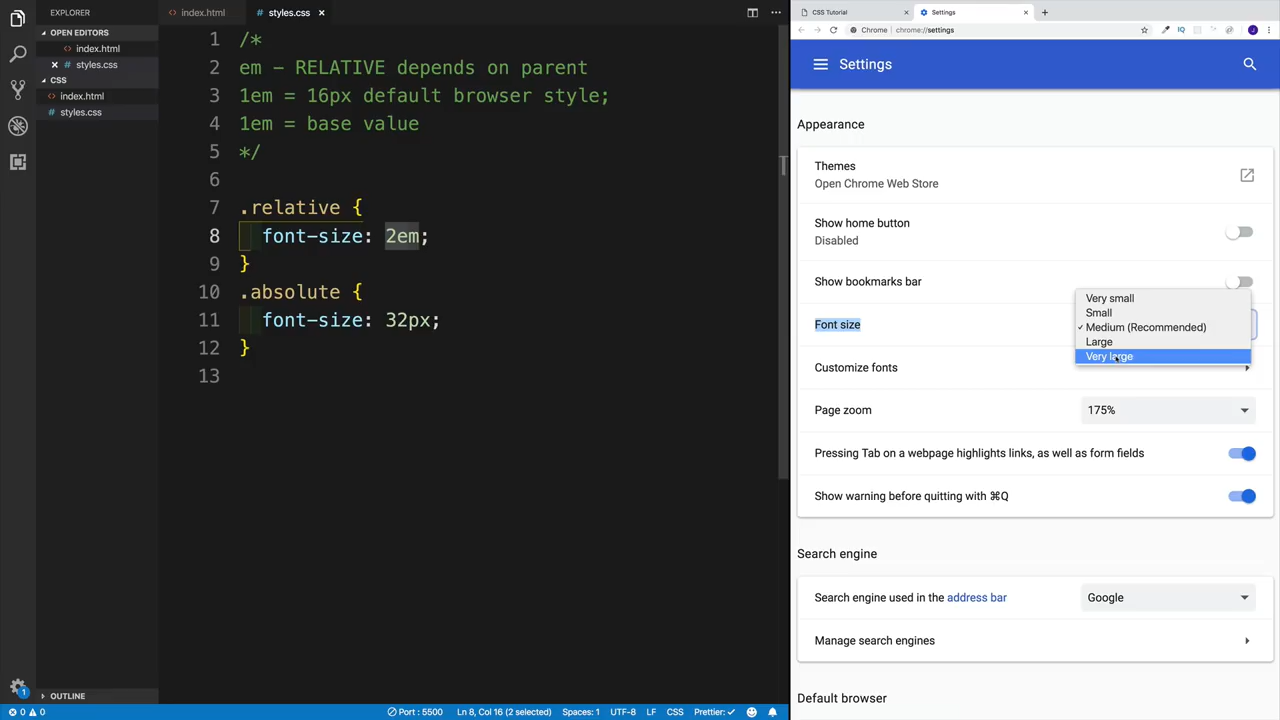 EXPLORER
OPEN EDITORS
index.html
styles.css
CSS
index.html
styles.css
OUTLINE
index.html
styles.css
1 /*
2 em - RELATIVE depends on parent
3 1em = 16px default browser style;
4 1em = base value
5 */
6
7 .relative {
8 font-size: 2em;
9 }
10 .absolute {
11 font-size: 32px;
12 }
13
0 0
Port : 5500
Ln 8, Col 16 (2 selected)
Spaces: 1
UTF-8
LF
CSS
Prettier: ✓
1
CSS Tutorial
Settings
Chrome | chrome://settings
Settings
Appearance
Themes
Open Chrome Web Store
Show home button
Disabled
Show bookmarks bar
Font size
Very small
Small
✓ Medium (Recommended)
Large
Very large
Customize fonts
Page zoom
175%
Pressing Tab on a webpage highlights links, as well as form fields
Show warning before quitting with ⌘Q
Search engine
Search engine used in the address bar
Google
Manage search engines
Default browser